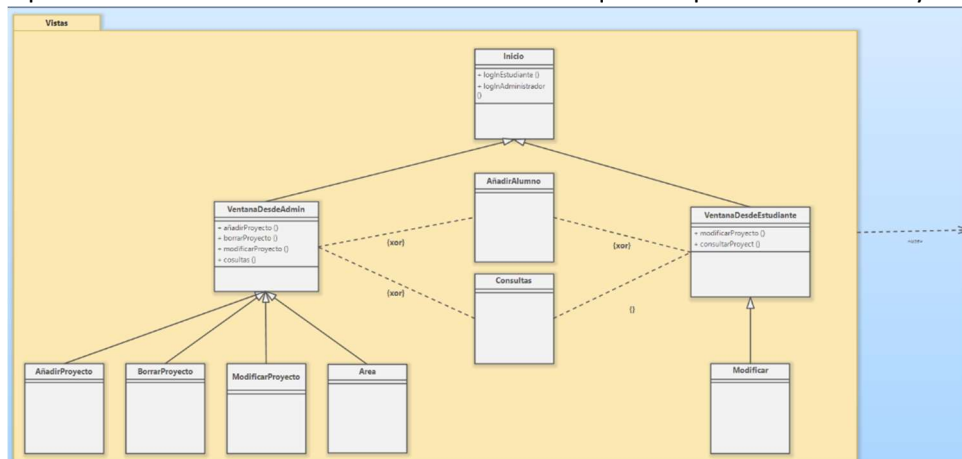 Vistas
Inicio
+ logInEstudiante ()
+ logInAdministrador
()
AñadirAlumno
VentanaDesdeAdmin
+ añadirProyecto ()
+ borrarProyecto ()
+ modificarProyecto ()
+ cosultas ()
VentanaDesdeEstudiante
+ modificarProyecto ()
+ consultarProyect ()
{xor}
{xor}
Consultas
{xor}
{}
AñadirProyecto
BorrarProyecto
ModificarProyecto
Area
Modificar